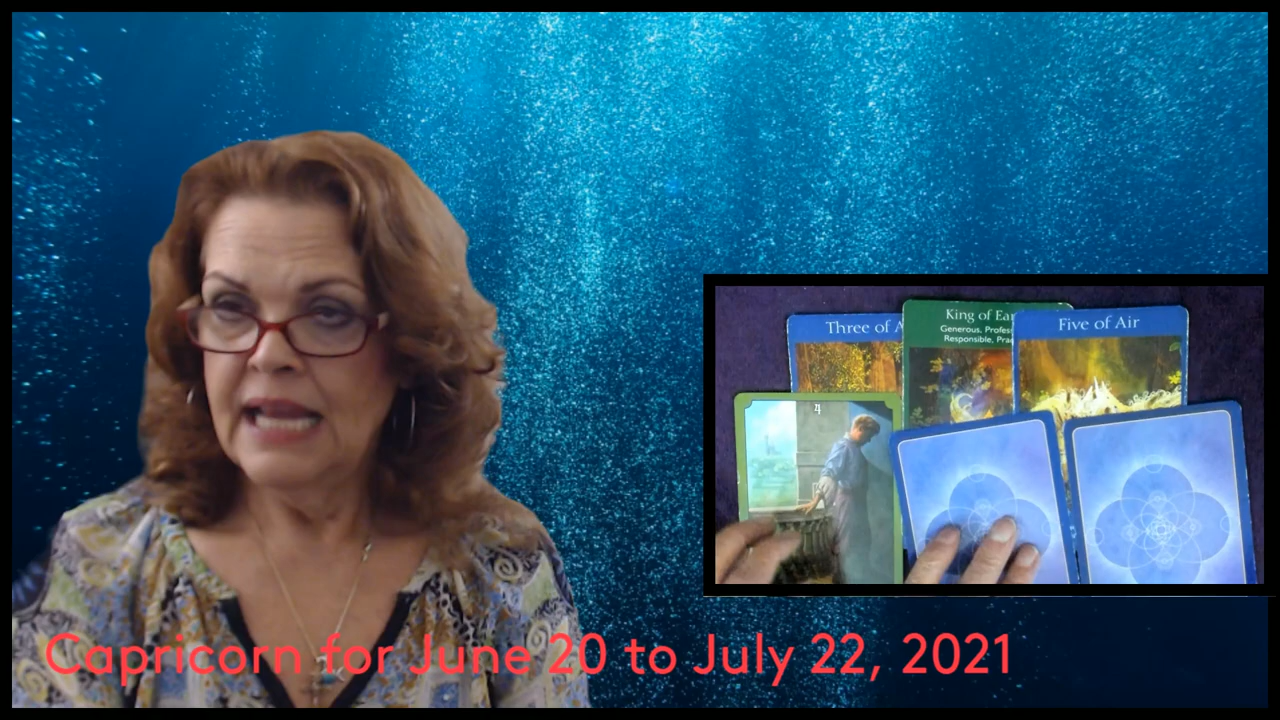 Three of A
King of Ear
Generous, Profes
Responsible, Prac
Five of Air
4
Capricorn for June 20 to July 22, 2021